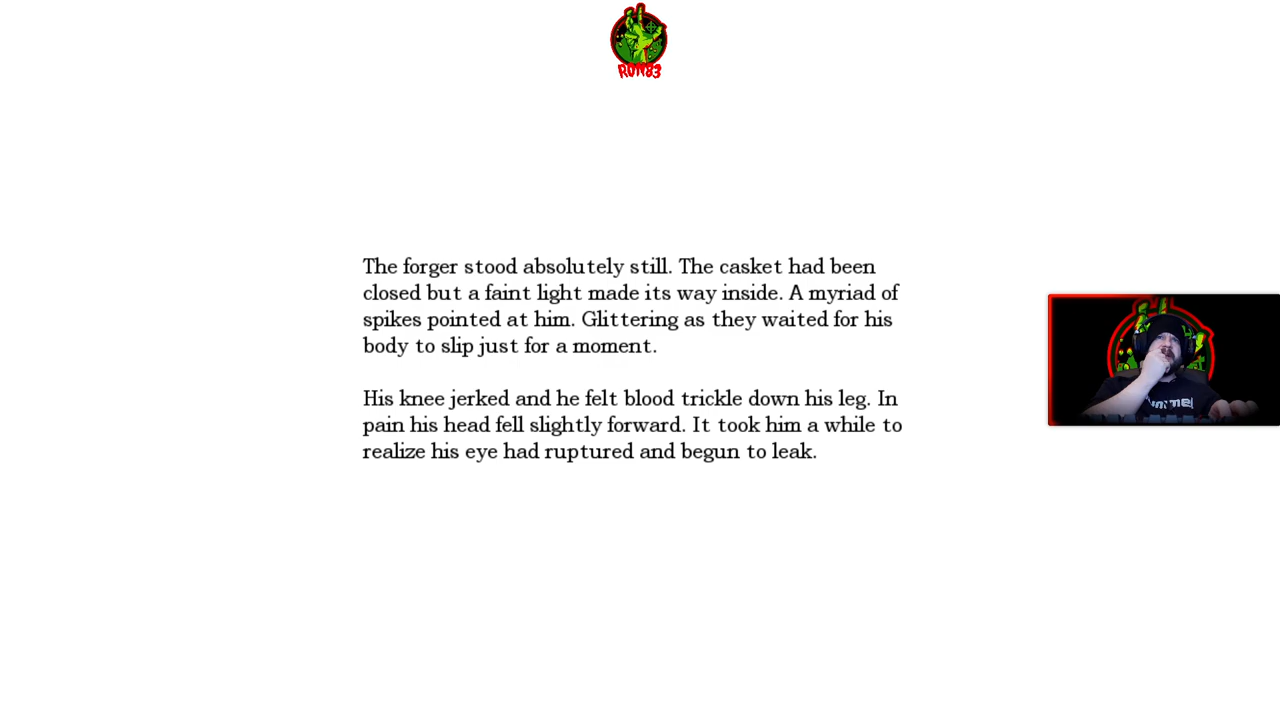 RON83
The forger stood absolutely still. The casket had been
closed but a faint light made its way inside. A myriad of
spikes pointed at him. Glittering as they waited for his
body to slip just for a moment.
His knee jerked and he felt blood trickle down his leg. In
pain his head fell slightly forward. It took him a while to
realize his eye had ruptured and begun to leak.